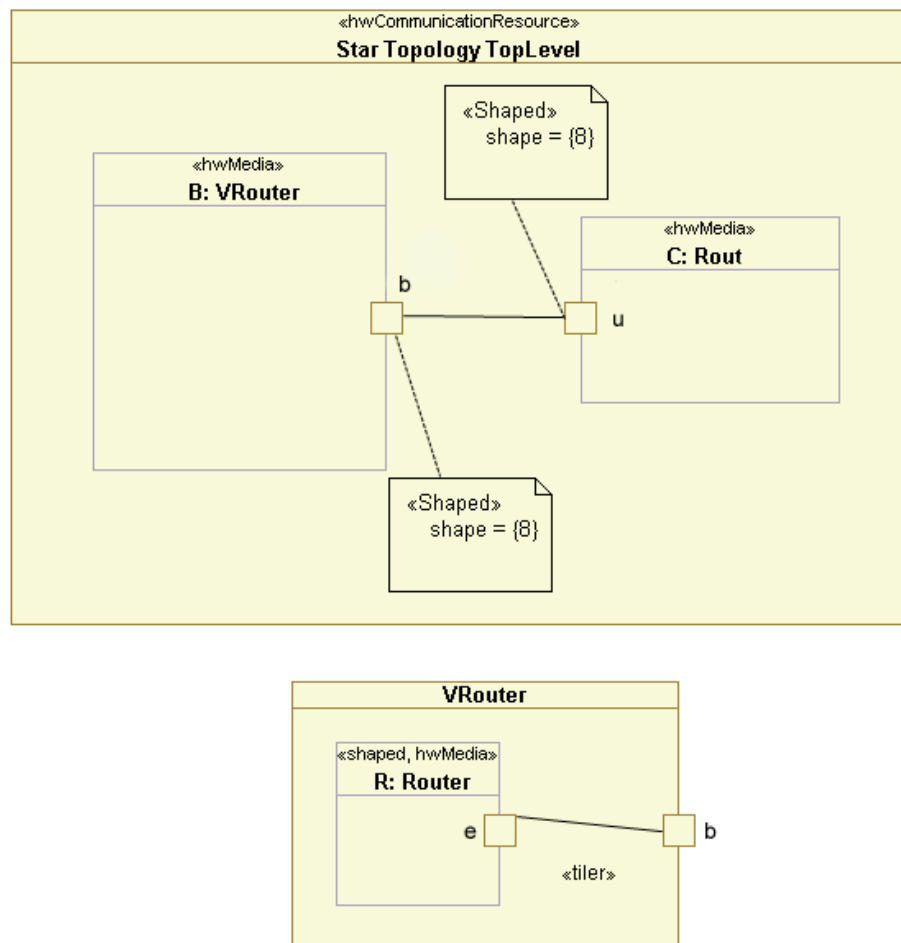 «hwCommunicationResource»
Star Topology TopLevel
«Shaped»
shape = {8}
«hwMedia»
B: VRouter
«hwMedia»
C: Rout
b
u
«Shaped»
shape = {8}
VRouter
«shaped, hwMedia»
R: Router
e
b
«tiler»